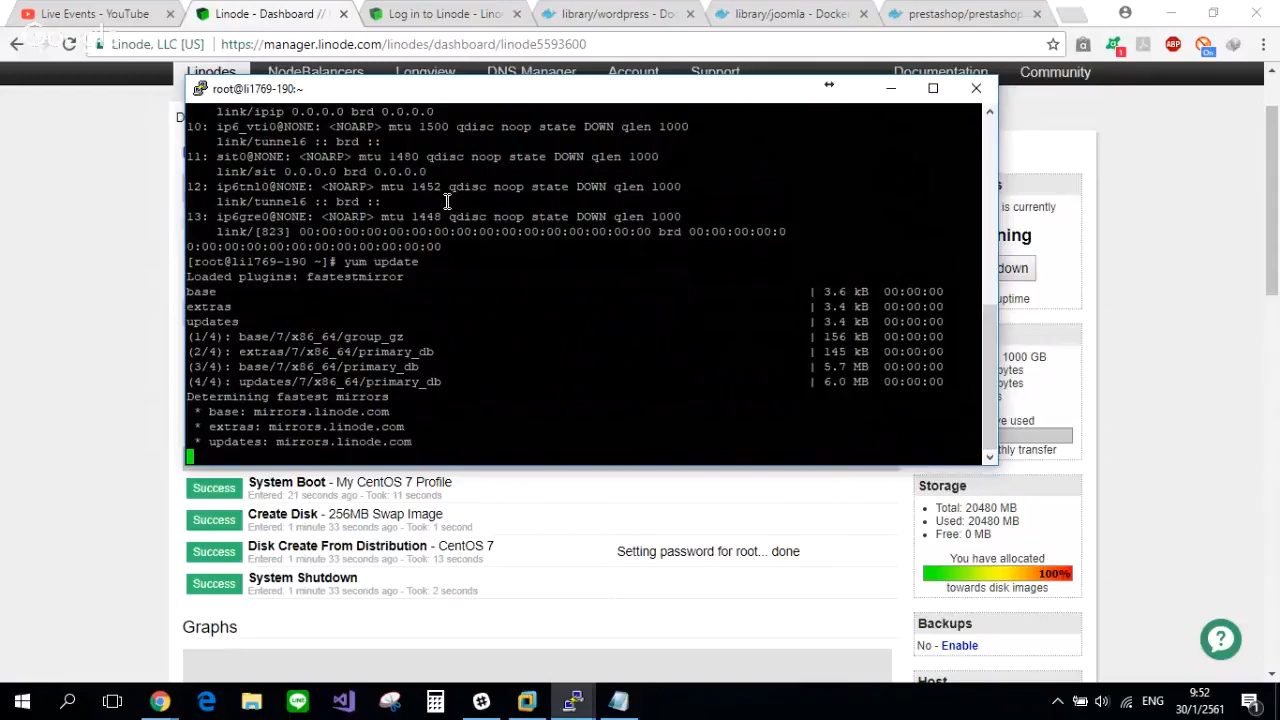 Live Events - YouTube
Linode - Dashboard //
Log in to Linode - Linode
library/wordpress - Docker
library/joomla - Docker
prestashop/prestashop
Linode, LLC [US]
https://manager.linode.com/linodes/dashboard/linode5593600
Linodes NodeBalancers Longview DNS Manager Account Support Documentation Community
root@li1769-190:~
link/ipip 0.0.0.0 brd 0.0.0.0
10: ip6_vti0@NONE: <NOARP> mtu 1500 qdisc noop state DOWN qlen 1000
link/tunnel6 :: brd ::
11: sit0@NONE: <NOARP> mtu 1480 qdisc noop state DOWN qlen 1000
link/sit 0.0.0.0 brd 0.0.0.0
12: ip6tnl0@NONE: <NOARP> mtu 1452 qdisc noop state DOWN qlen 1000
link/tunnel6 :: brd ::
13: ip6gre0@NONE: <NOARP> mtu 1448 qdisc noop state DOWN qlen 1000
link/[823] 00:00:00:00:00:00:00:00:00:00:00:00:00:00:00:00 brd 00:00:00:00:0
0:00:00:00:00:00:00:00:00:00:00:00
[root@li1769-190 ~]# yum update
Loaded plugins: fastestmirror
base | 3.6 kB 00:00:00
extras | 3.4 kB 00:00:00
updates | 3.4 kB 00:00:00
(1/4): base/7/x86_64/group_gz | 156 kB 00:00:00
(2/4): extras/7/x86_64/primary_db | 145 kB 00:00:00
(3/4): base/7/x86_64/primary_db | 5.7 MB 00:00:00
(4/4): updates/7/x86_64/primary_db | 6.0 MB 00:00:00
Determining fastest mirrors
* base: mirrors.linode.com
* extras: mirrors.linode.com
* updates: mirrors.linode.com
s is currently
ning
down
uptime
1000 GB
bytes
bytes
s
ve used
thly transfer
Success System Boot - My CentOS 7 Profile
Entered: 21 seconds ago - Took: 11 seconds
Success Create Disk - 256MB Swap Image
Entered: 1 minute 33 seconds ago - Took: 1 second
Success Disk Create From Distribution - CentOS 7 Setting password for root... done
Entered: 1 minute 33 seconds ago - Took: 13 seconds
Success System Shutdown
Entered: 1 minute 33 seconds ago - Took: 2 seconds
Graphs
Storage
Total: 20480 MB
Used: 20480 MB
Free: 0 MB
You have allocated
100%
towards disk images
Backups
No - Enable
Host
ENG
9:52
30/1/2561